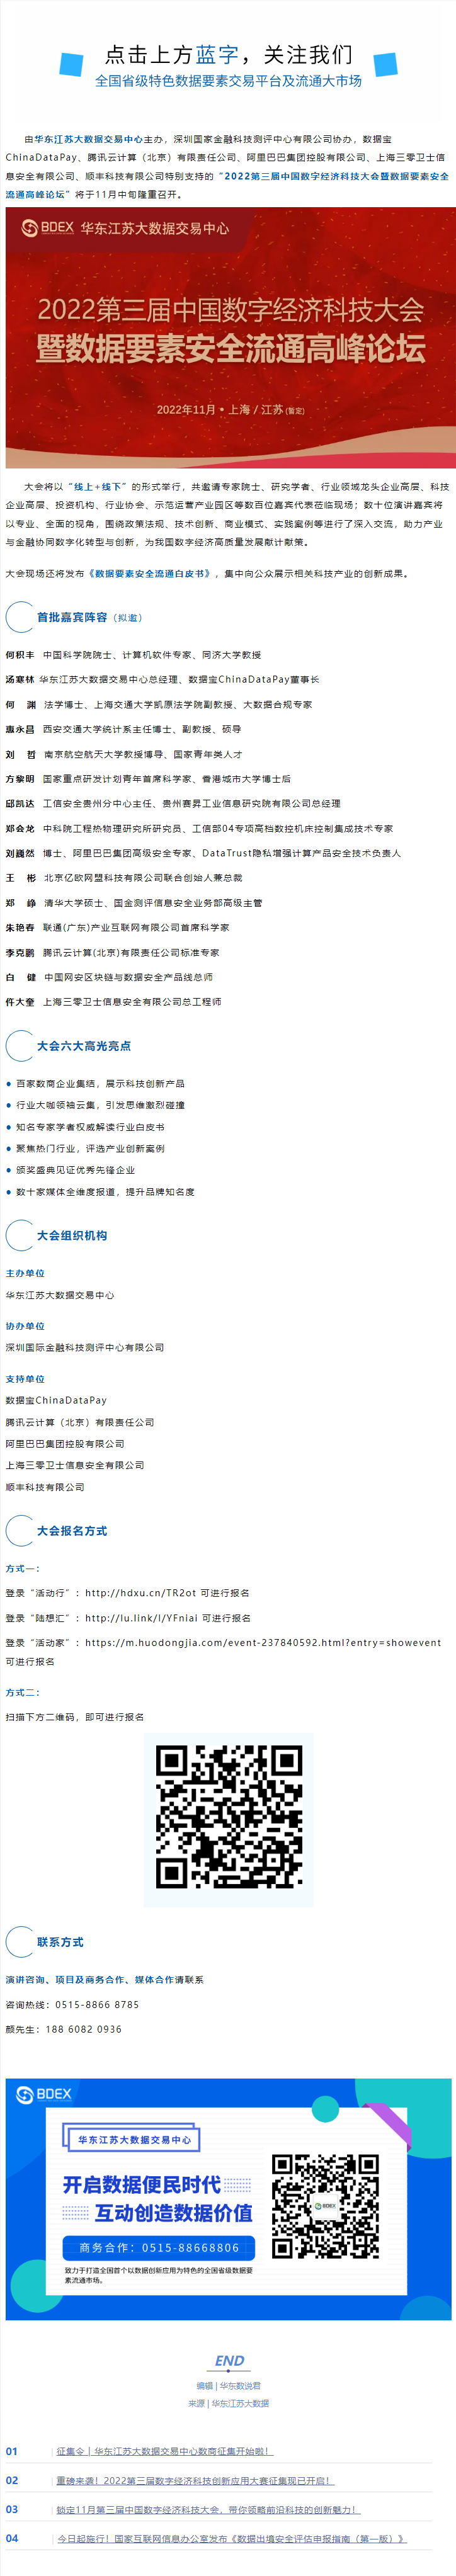 点击上方蓝字，关注我们
全国省级特色数据要素交易平台及流通大市场
由华东江苏大数据交易中心主办，深圳国家金融科技测评中心有限公司协办，数据宝
ChinaDataPay、腾讯云计算（北京）有限责任公司、阿里巴巴集团控股有限公司、上海三零卫士信
息安全有限公司、顺丰科技有限公司特别支持的“2022第三届中国数字经济科技大会暨数据要素安全
流通高峰论坛”将于11月中旬隆重召开。
BDEX 华东江苏大数据交易中心
2022第三届中国数字经济科技大会
暨数据要素安全流通高峰论坛
2022年11月·上海/江苏(暂定)
大会将以“线上+线下”的形式举行，共邀请专家院士、研究学者、行业领域龙头企业高层、科技
企业高层、投资机构、行业协会、示范运营产业园区等数百位嘉宾代表莅临现场；数十位演讲嘉宾将
以专业、全面的视角，围绕政策法规、技术创新、商业模式、实践案例等进行了深入交流，助力产业
与金融协同数字化转型与创新，为我国数字经济高质量发展献计献策。
大会现场还将发布《数据要素安全流通白皮书》，集中向公众展示相关科技产业的创新成果。
首批嘉宾阵容（拟邀）
何积丰 中国科学院院士、计算机软件专家、同济大学教授
汤寒林 华东江苏大数据交易中心总经理、数据宝ChinaDataPay董事长
何 渊 法学博士、上海交通大学凯原法学院副教授、大数据合规专家
惠永昌 西安交通大学统计系主任博士、副教授、硕导
刘 哲 南京航空航天大学教授博导、国家青年类人才
方黎明 国家重点研发计划青年首席科学家、香港城市大学博士后
邱凯达 工信安全贵州分中心主任、贵州赛昇工业信息研究院有限公司总经理
郑会龙 中科院工程热物理研究所研究员、工信部04专项高档数控机床控制集成技术专家
刘巍然 博士、阿里巴巴集团高级安全专家、DataTrust隐私增强计算产品安全技术负责人
王 彬 北京亿欧网盟科技有限公司联合创始人兼总裁
郑 峥 清华大学硕士、国金测评信息安全业务部高级主管
朱艳春 联通(广东)产业互联网有限公司首席科学家
李克鹏 腾讯云计算(北京)有限责任公司标准专家
白 健 中国网安区块链与数据安全产品线总师
仵大奎 上海三零卫士信息安全有限公司总工程师
大会六大高光亮点
● 百家数商企业集结，展示科技创新产品
● 行业大咖领袖云集，引发思维激烈碰撞
● 知名专家学者权威解读行业白皮书
● 聚焦热门行业，评选产业创新案例
● 颁奖盛典见证优秀先锋企业
● 数十家媒体全维度报道，提升品牌知名度
大会组织机构
主办单位
华东江苏大数据交易中心
协办单位
深圳国际金融科技测评中心有限公司
支持单位
数据宝ChinaDataPay
腾讯云计算（北京）有限责任公司
阿里巴巴集团控股有限公司
上海三零卫士信息安全有限公司
顺丰科技有限公司
大会报名方式
方式一：
登录“活动行”：http://hdxu.cn/TR2ot 可进行报名
登录“陆想汇”：http://lu.link/l/YFniai 可进行报名
登录“活动家”：https://m.huodongjia.com/event-237840592.html?entry=showevent
可进行报名
方式二：
扫描下方二维码，即可进行报名
联系方式
演讲咨询、项目及商务合作、媒体合作请联系
咨询热线：0515-8866 8785
颜先生：188 6082 0936
BDEX
华东江苏大数据交易中心
开启数据便民时代
互动创造数据价值
BDEX
商务合作：0515-88668806
致力于打造全国首个以数据创新应用为特色的全国省级数据要
素流通市场。
END
编辑 | 华东数说君
来源 | 华东江苏大数据
01 | 征集令 | 华东江苏大数据交易中心数商征集开始啦！
02 | 重磅来袭！2022第三届数字经济科技创新应用大赛征集现已开启！
03 | 锁定11月第三届中国数字经济科技大会，带你领略前沿科技的创新魅力！
04 | 今日起施行！国家互联网信息办公室发布《数据出境安全评估申报指南（第一版）》